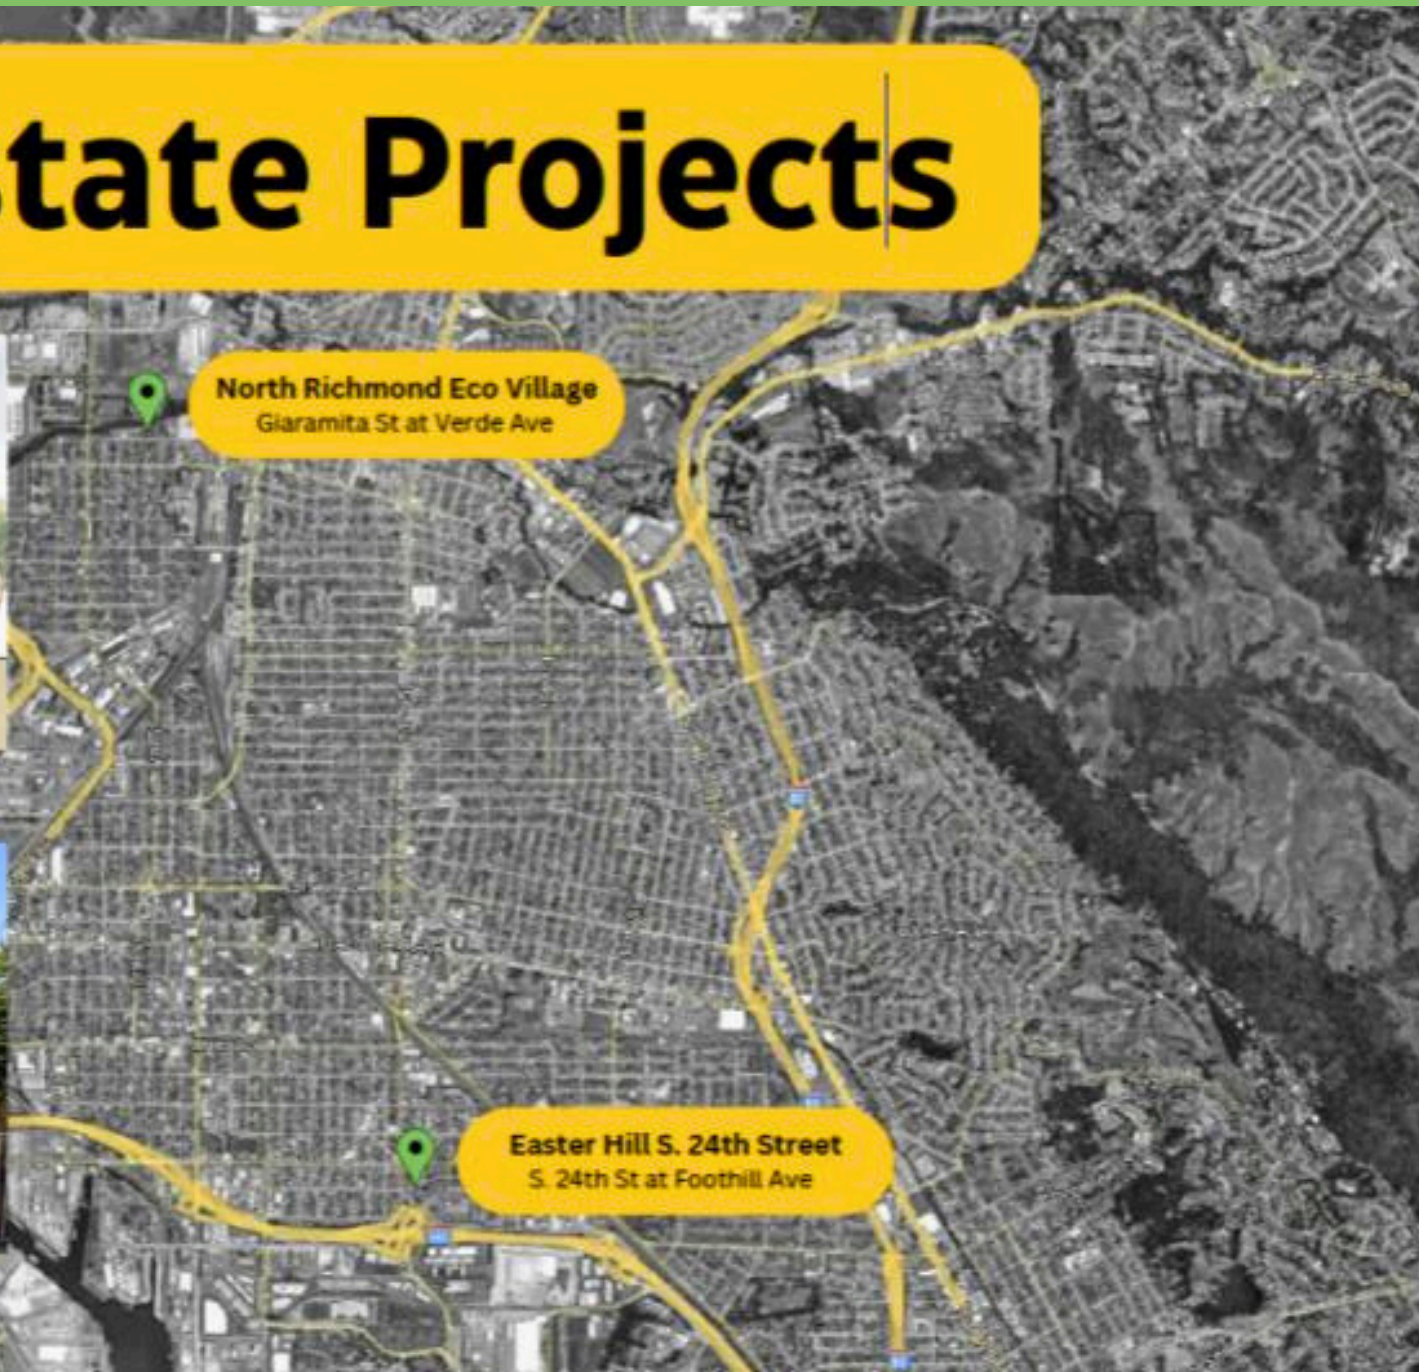 state Projects
North Richmond Eco Village
Giaramita St at Verde Ave
Easter Hill S. 24th Street
S. 24th St at Foothill Ave